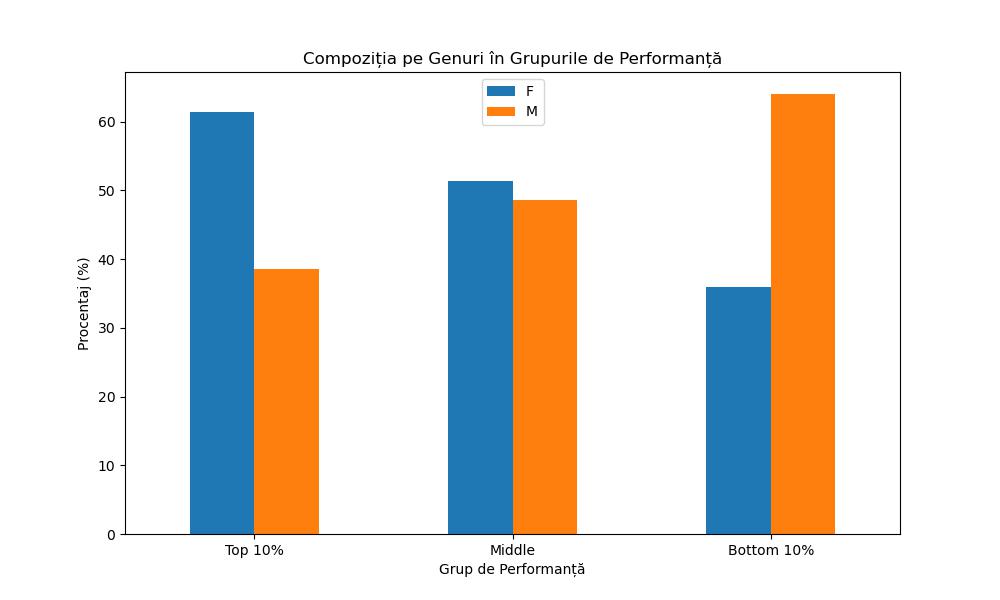 Compoziția pe Genuri în Grupurile de Performanță
F
M
Procentaj (%)
60
50
40
30
20
10
0
Top 10%
Middle
Bottom 10%
Grup de Performanță